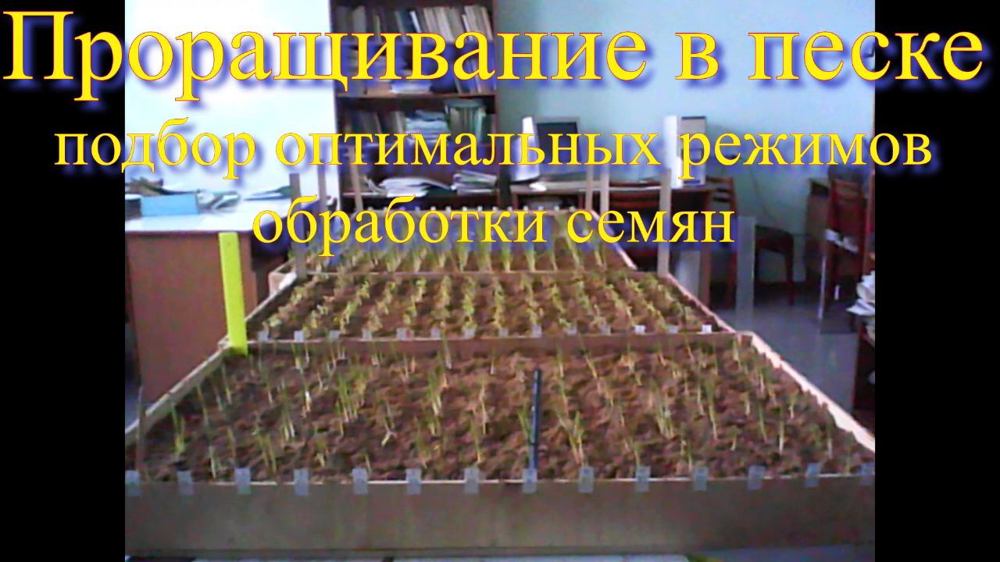 Проращивание в песке
подбор оптимальных режимов
обработки семян